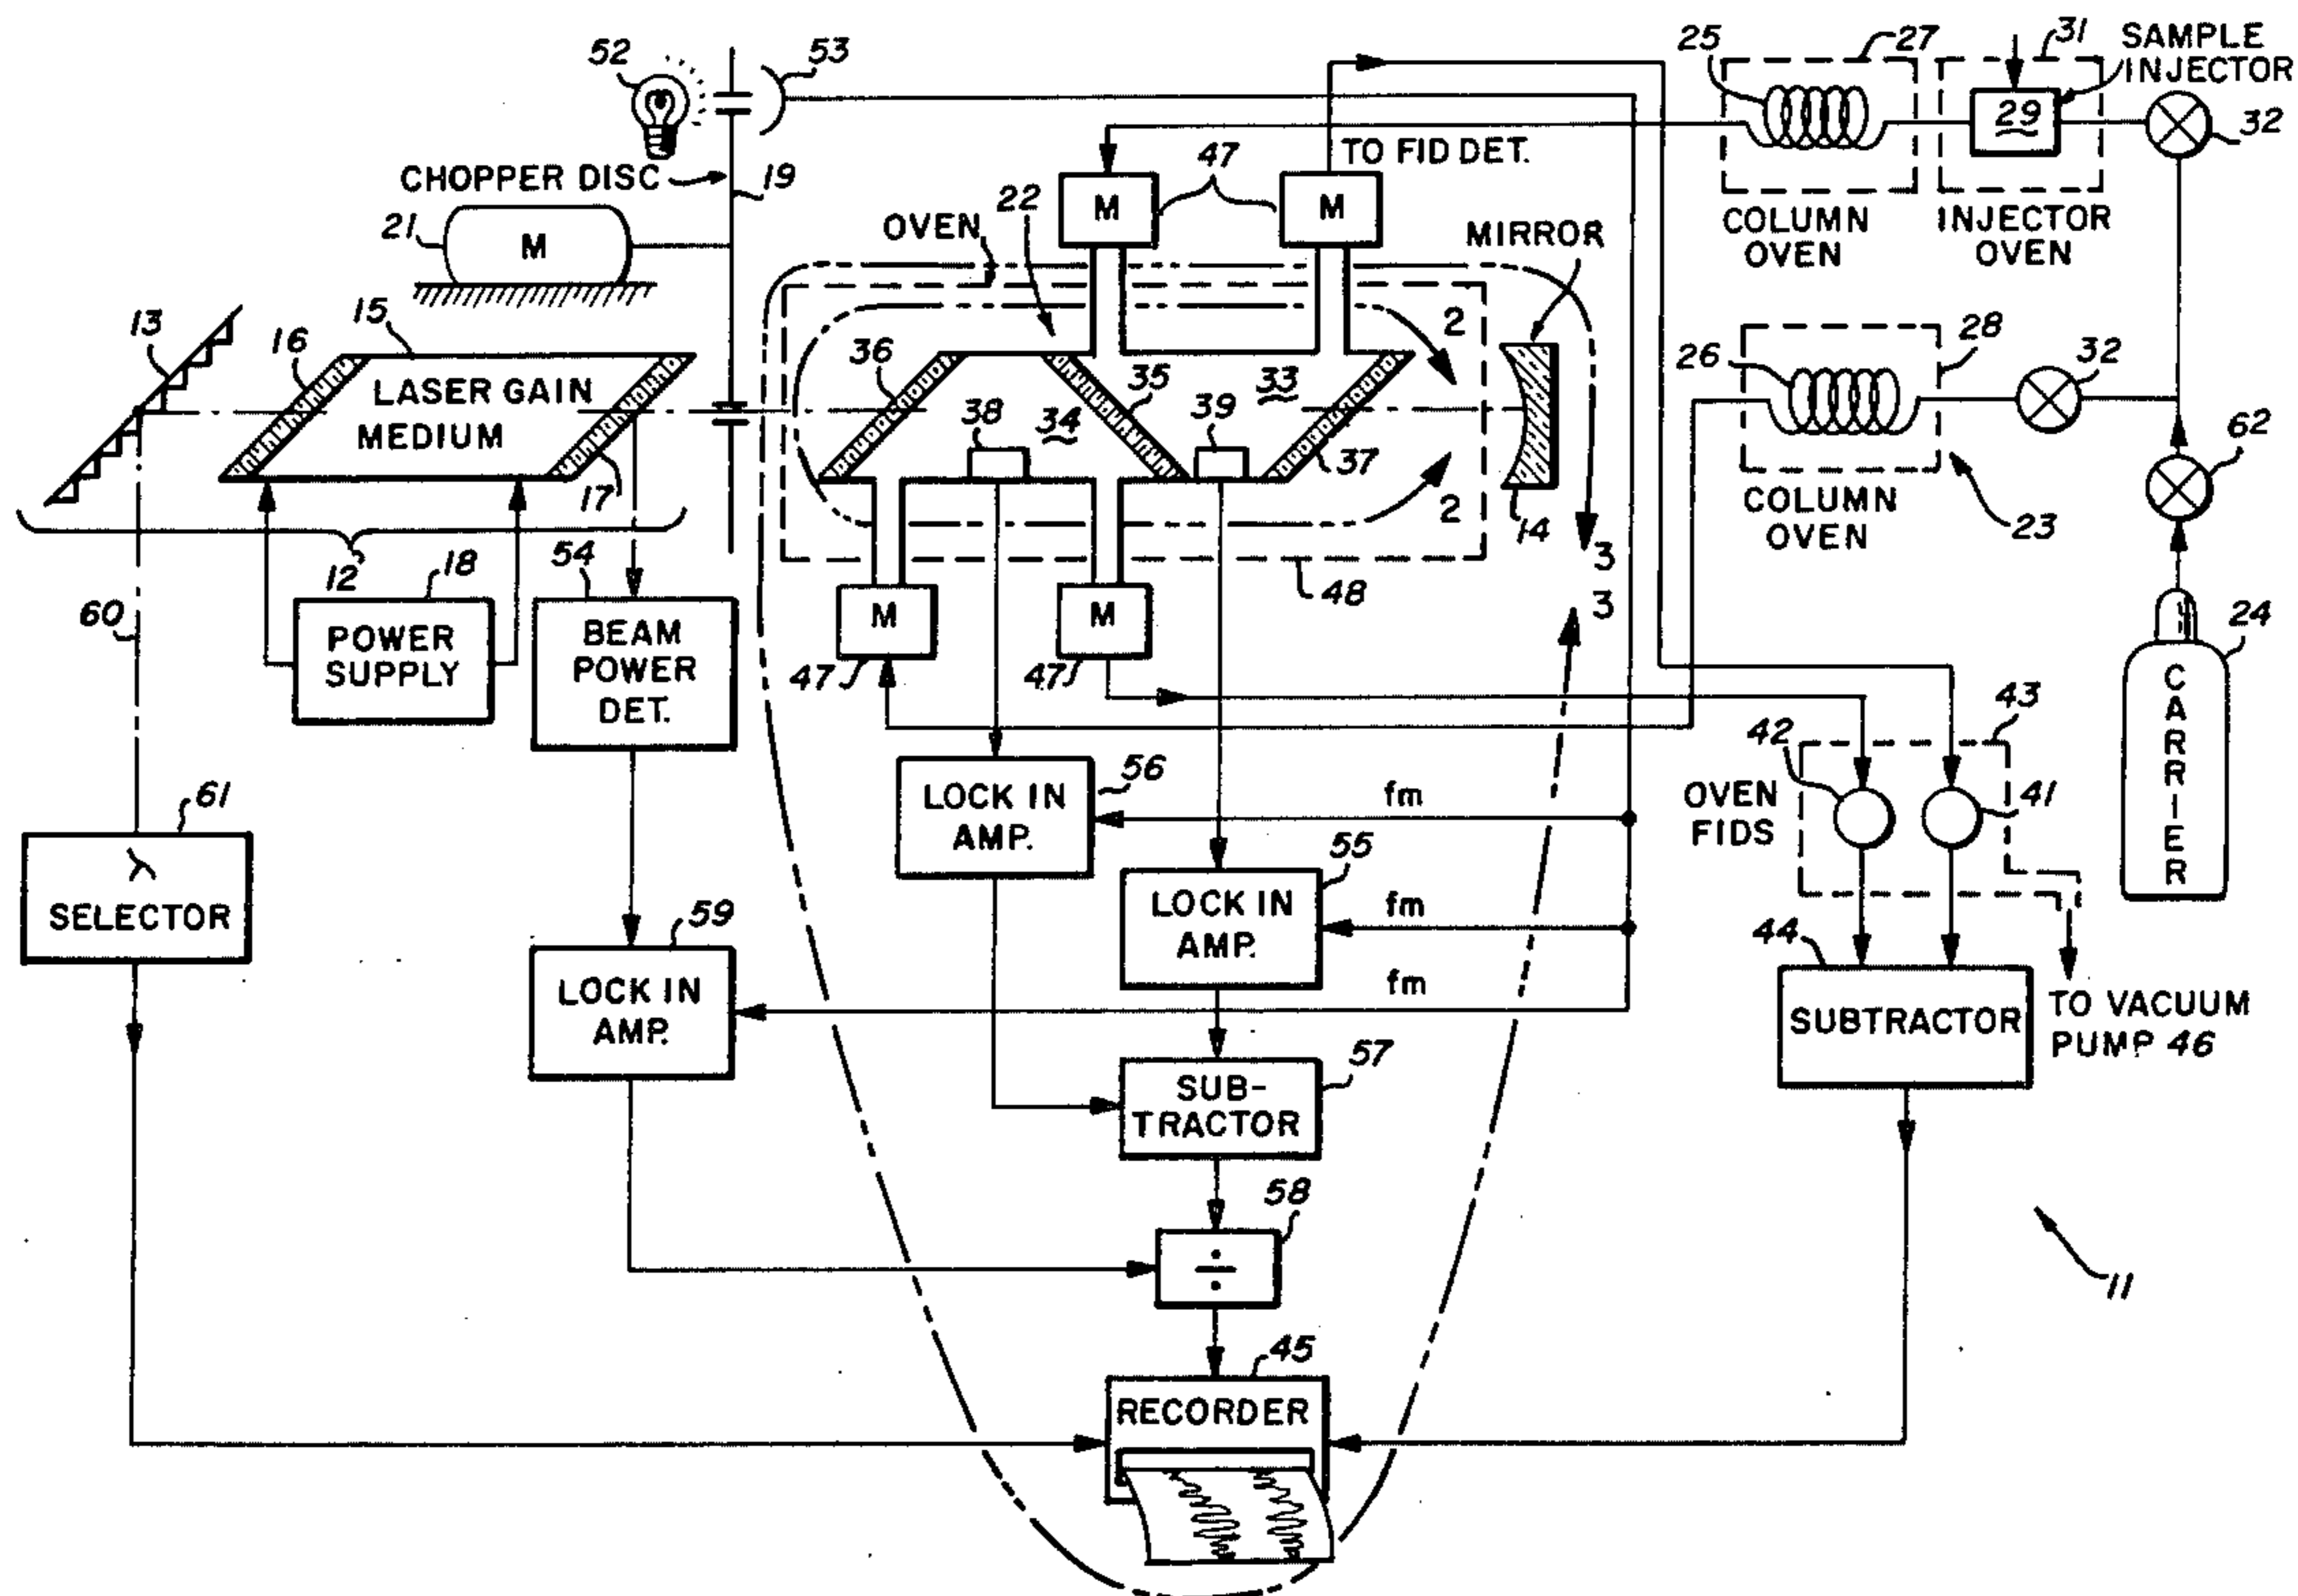 52
53
25
27
31
SAMPLE
INJECTOR
29
32
CHOPPER DISC
19
47
TO FID DET.
21
M
OVEN
22
M
M
MIRROR
COLUMN
OVEN
INJECTOR
OVEN
13
16
15
LASER GAIN
MEDIUM
17
36
38
34
35
39
33
37
2
2
14
26
28
32
62
COLUMN
OVEN
23
12
18
54
60
POWER
SUPPLY
BEAM
POWER
DET.
M
47
M
47
48
3
3
24
CARRIER
43
42
41
OVEN
FIDS
61
λ
SELECTOR
LOCK IN
AMP.
56
fm
55
LOCK IN
AMP.
fm
59
LOCK IN
AMP.
fm
44
SUBTRACTOR
TO VACUUM
PUMP 46
57
SUB-
TRACTOR
58
÷
11
45
RECORDER